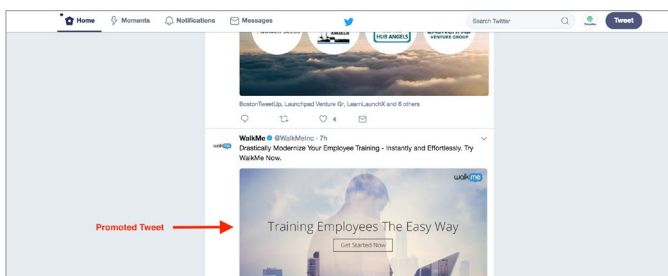 Home Moments Notifications Messages Search Twitter Tweet
ANGELS
HUB ANGELS
VENTURE GROUP
BostonTweetUp, Launchpad Venture Gr, LearnLaunchX and 6 others
6
WalkMe @WalkMeInc · 7h
walkme
Drastically Modernize Your Employee Training - Instantly and Effortlessly. Try
WalkMe Now.
walkme
Promoted Tweet
Training Employees The Easy Way
Get Started Now